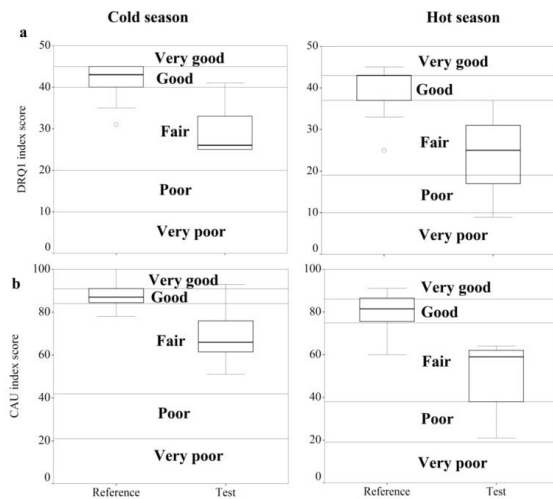 Cold season
Hot season
a
50
40
30
20
10
0
DRQ1 index score
Very good
Good
Fair
Poor
Very poor
50
40
30
20
10
0
Very good
Good
Fair
Poor
Very poor
b
100
80
60
40
20
0
CAU index score
Very good
Good
Fair
Poor
Very poor
Reference
Test
100
80
60
40
20
0
Very good
Good
Fair
Poor
Very poor
Reference
Test